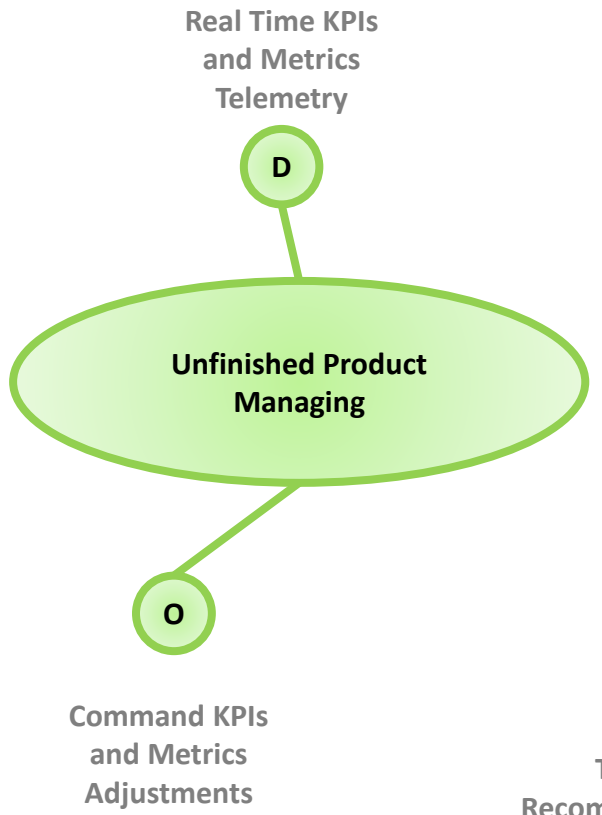 Real Time KPIs
and Metrics
Telemetry
D
Unfinished Product
Managing
O
Command KPIs
and Metrics
Adjustments